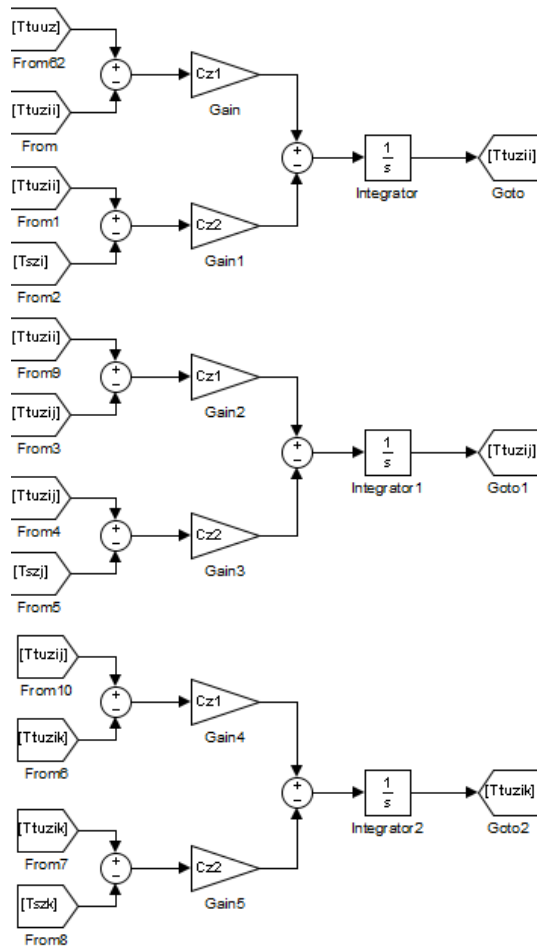 [Ttuuz]
From62
+
−
Cz1
Gain
[Ttuzii]
From
+
−
1
s
Integrator
[Ttuzii]
Goto
[Ttuzii]
From1
+
−
Cz2
Gain1
[Tszi]
From2
[Ttuzii]
From9
+
−
Cz1
Gain2
[Ttuzij]
From3
+
−
1
s
Integrator1
[Ttuzij]
Goto1
[Ttuzij]
From4
+
−
Cz2
Gain3
[Tszj]
From5
[Ttuzij]
From10
+
−
Cz1
Gain4
[Ttuzik]
From6
+
−
1
s
Integrator2
[Ttuzik]
Goto2
[Ttuzik]
From7
+
−
Cz2
Gain5
[Tszk]
From8